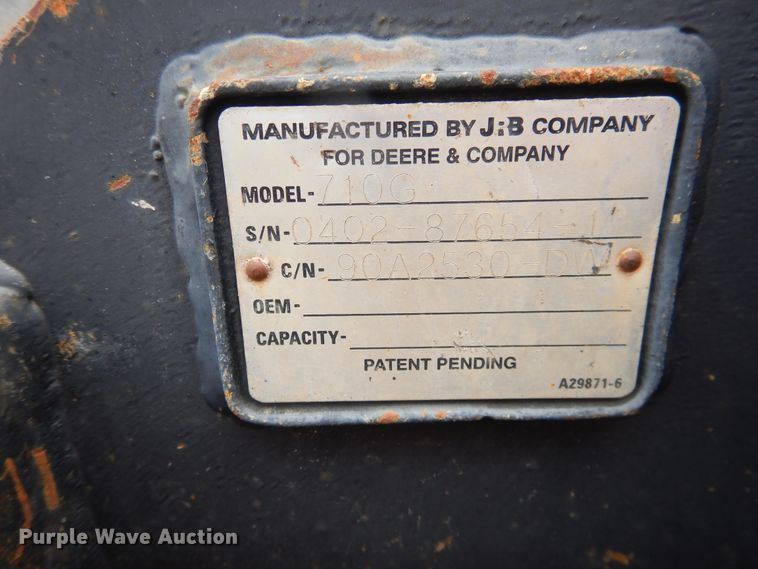 MANUFACTURED BY J:B COMPANY
FOR DEERE & COMPANY
MODEL-710G
S/N-0402-87654-1
C/N-90A2530-DW
OEM-
CAPACITY-
PATENT PENDING
A29871-6
Purple Wave Auction